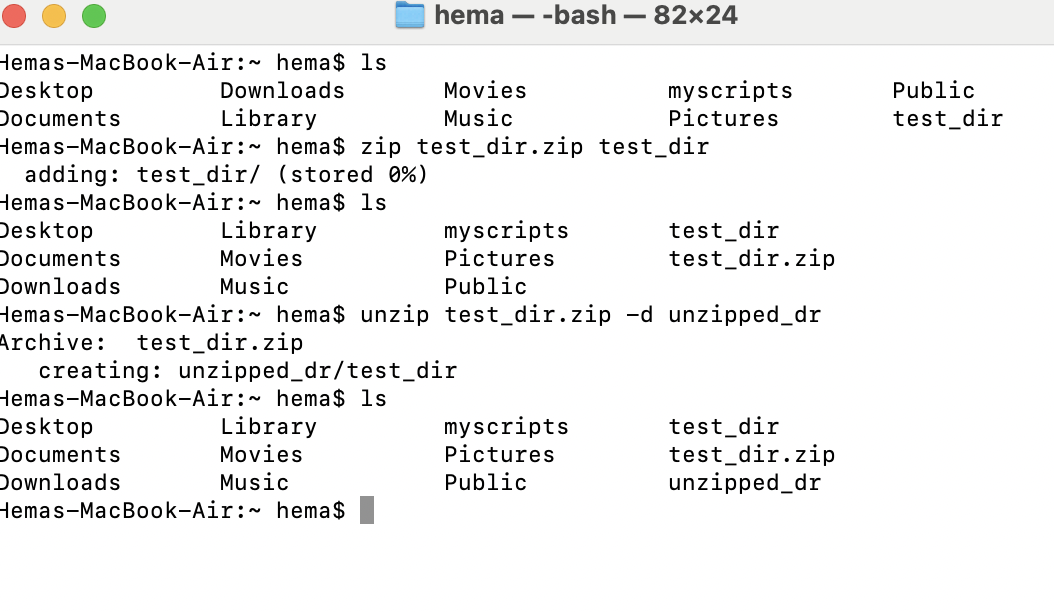 hema — -bash — 82×24
Hemas-MacBook-Air:~ hema$ ls
Desktop Downloads Movies myscripts Public
Documents Library Music Pictures test_dir
Hemas-MacBook-Air:~ hema$ zip test_dir.zip test_dir
adding: test_dir/ (stored 0%)
Hemas-MacBook-Air:~ hema$ ls
Desktop Library myscripts test_dir
Documents Movies Pictures test_dir.zip
Downloads Music Public
Hemas-MacBook-Air:~ hema$ unzip test_dir.zip -d unzipped_dr
Archive: test_dir.zip
creating: unzipped_dr/test_dir
Hemas-MacBook-Air:~ hema$ ls
Desktop Library myscripts test_dir
Documents Movies Pictures test_dir.zip
Downloads Music Public unzipped_dr
Hemas-MacBook-Air:~ hema$